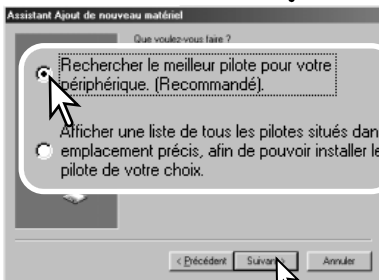 Assistant Ajout de nouveau matériel
Que voulez-vous faire ?
Rechercher le meilleur pilote pour votre
périphérique. (Recommandé).
Afficher une liste de tous les pilotes situés dan
emplacement précis, afin de pouvoir installer le
pilote de votre choix.
< Précédent Suivant > Annuler